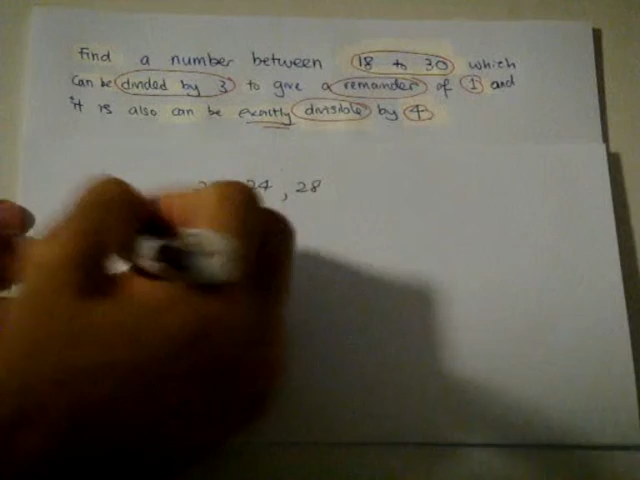 Find a number between 18 to 30 which
can be divided by 3 to give a remainder of 1 and
it is also can be exactly divisible by 4
24, 28